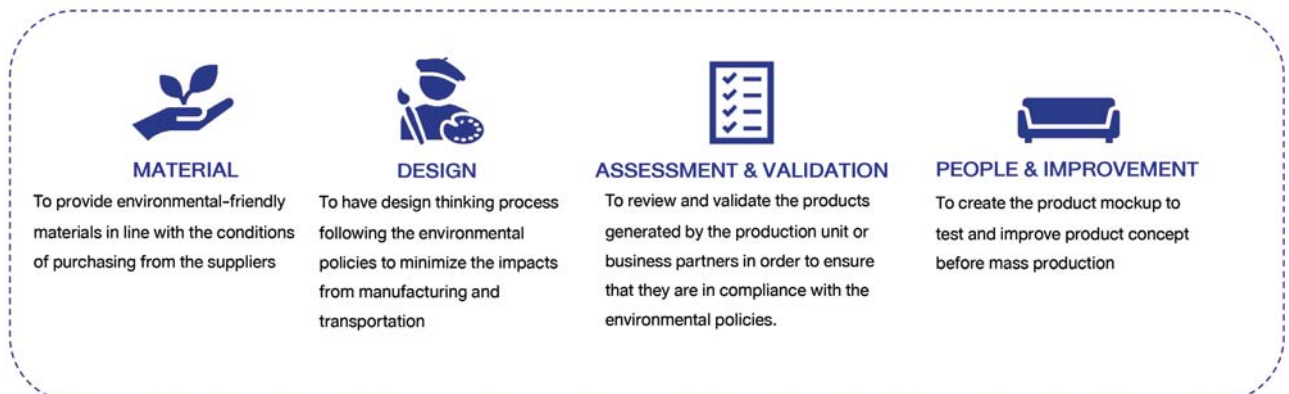 MATERIAL
To provide environmental-friendly
materials in line with the conditions
of purchasing from the suppliers
DESIGN
To have design thinking process
following the environmental
policies to minimize the impacts
from manufacturing and
transportation
ASSESSMENT & VALIDATION
To review and validate the products
generated by the production unit or
business partners in order to ensure
that they are in compliance with the
environmental policies.
PEOPLE & IMPROVEMENT
To create the product mockup to
test and improve product concept
before mass production